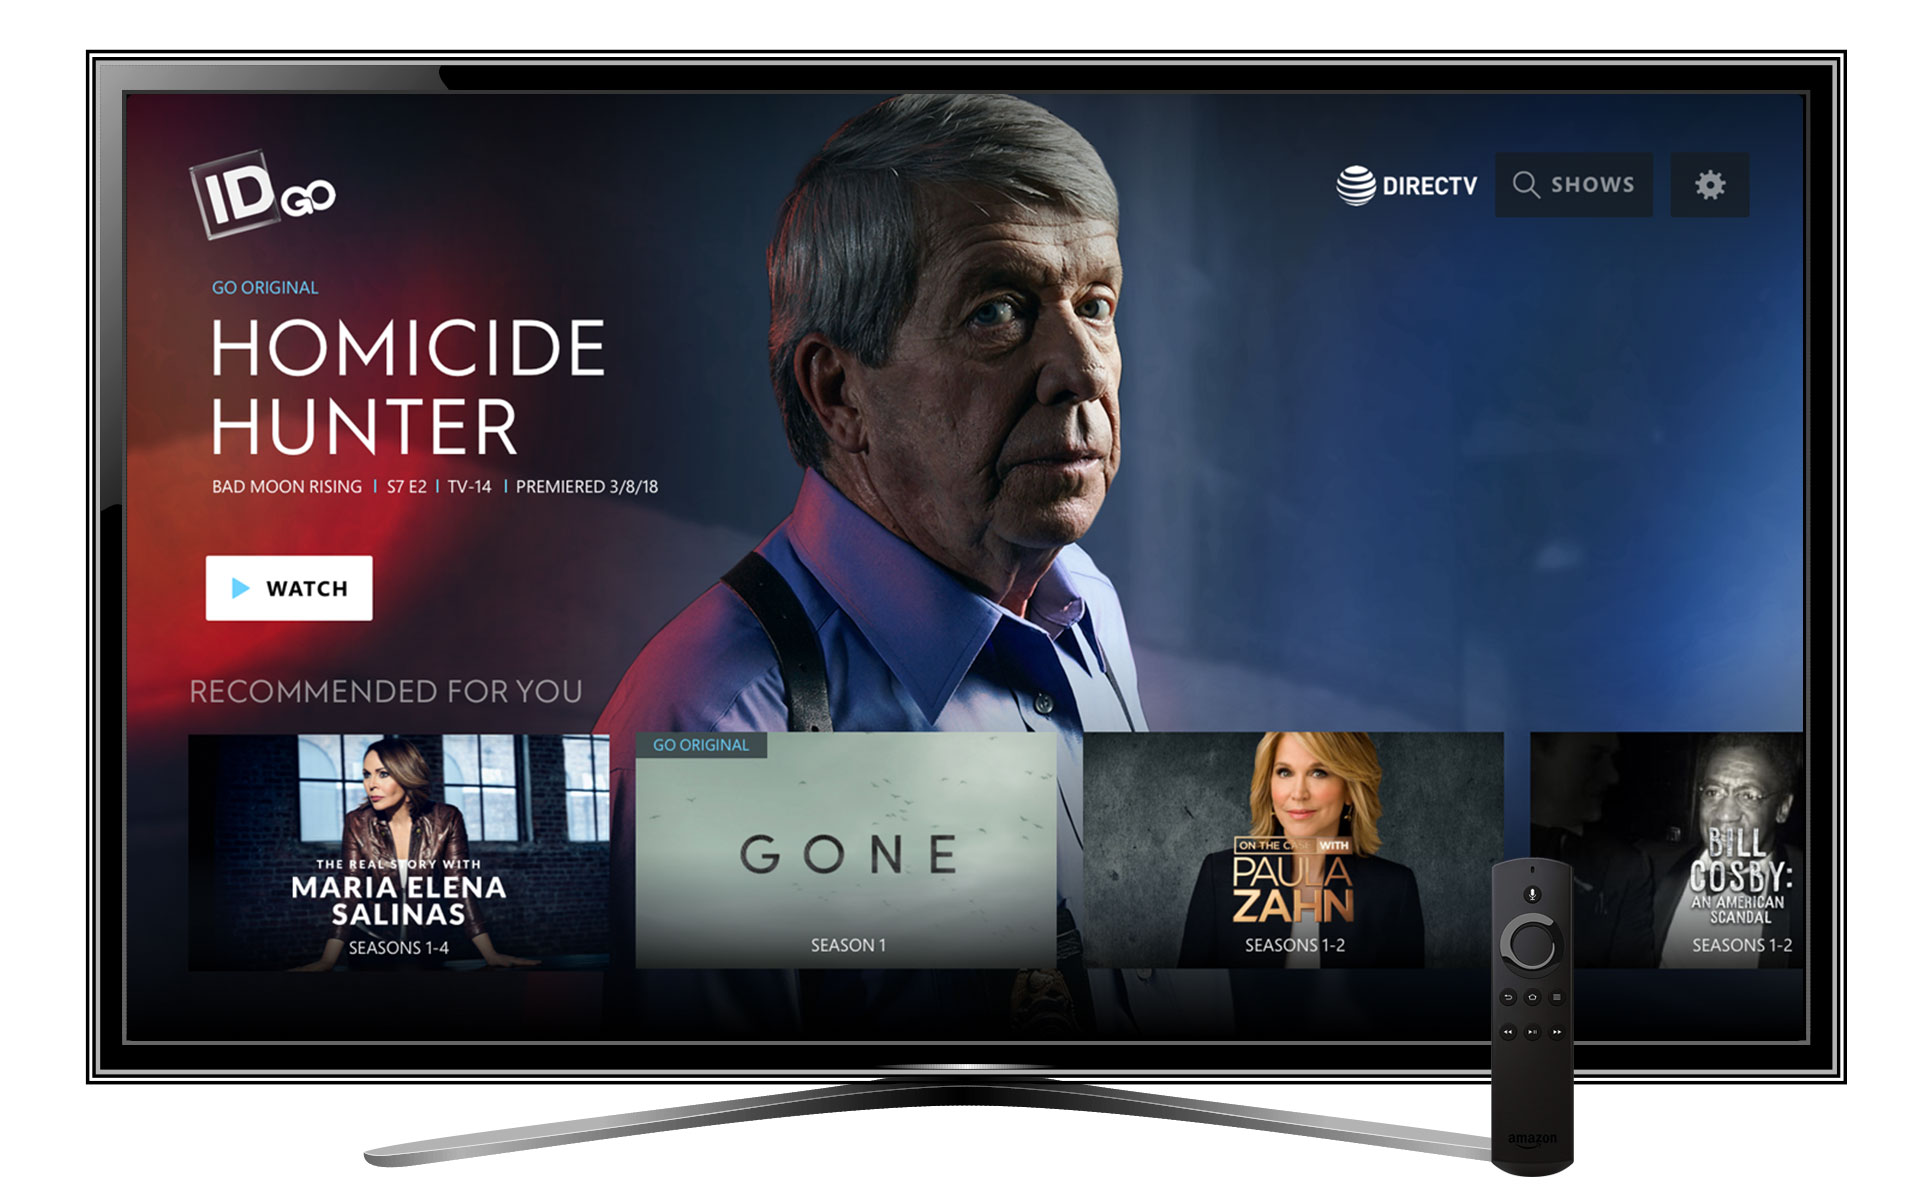 ID GO
DIRECTV
SHOWS
GO ORIGINAL
HOMICIDE
HUNTER
BAD MOON RISING | S7 E2 | TV-14 | PREMIERED 3/8/18
WATCH
RECOMMENDED FOR YOU
THE REAL STORY WITH
MARIA ELENA
SALINAS
SEASONS 1-4
GO ORIGINAL
GONE
SEASON 1
ON THE CASE WITH
PAULA
ZAHN
SEASONS 1-2
BILL
COSBY:
AN AMERICAN
SCANDAL
SEASONS 1-2
amazon